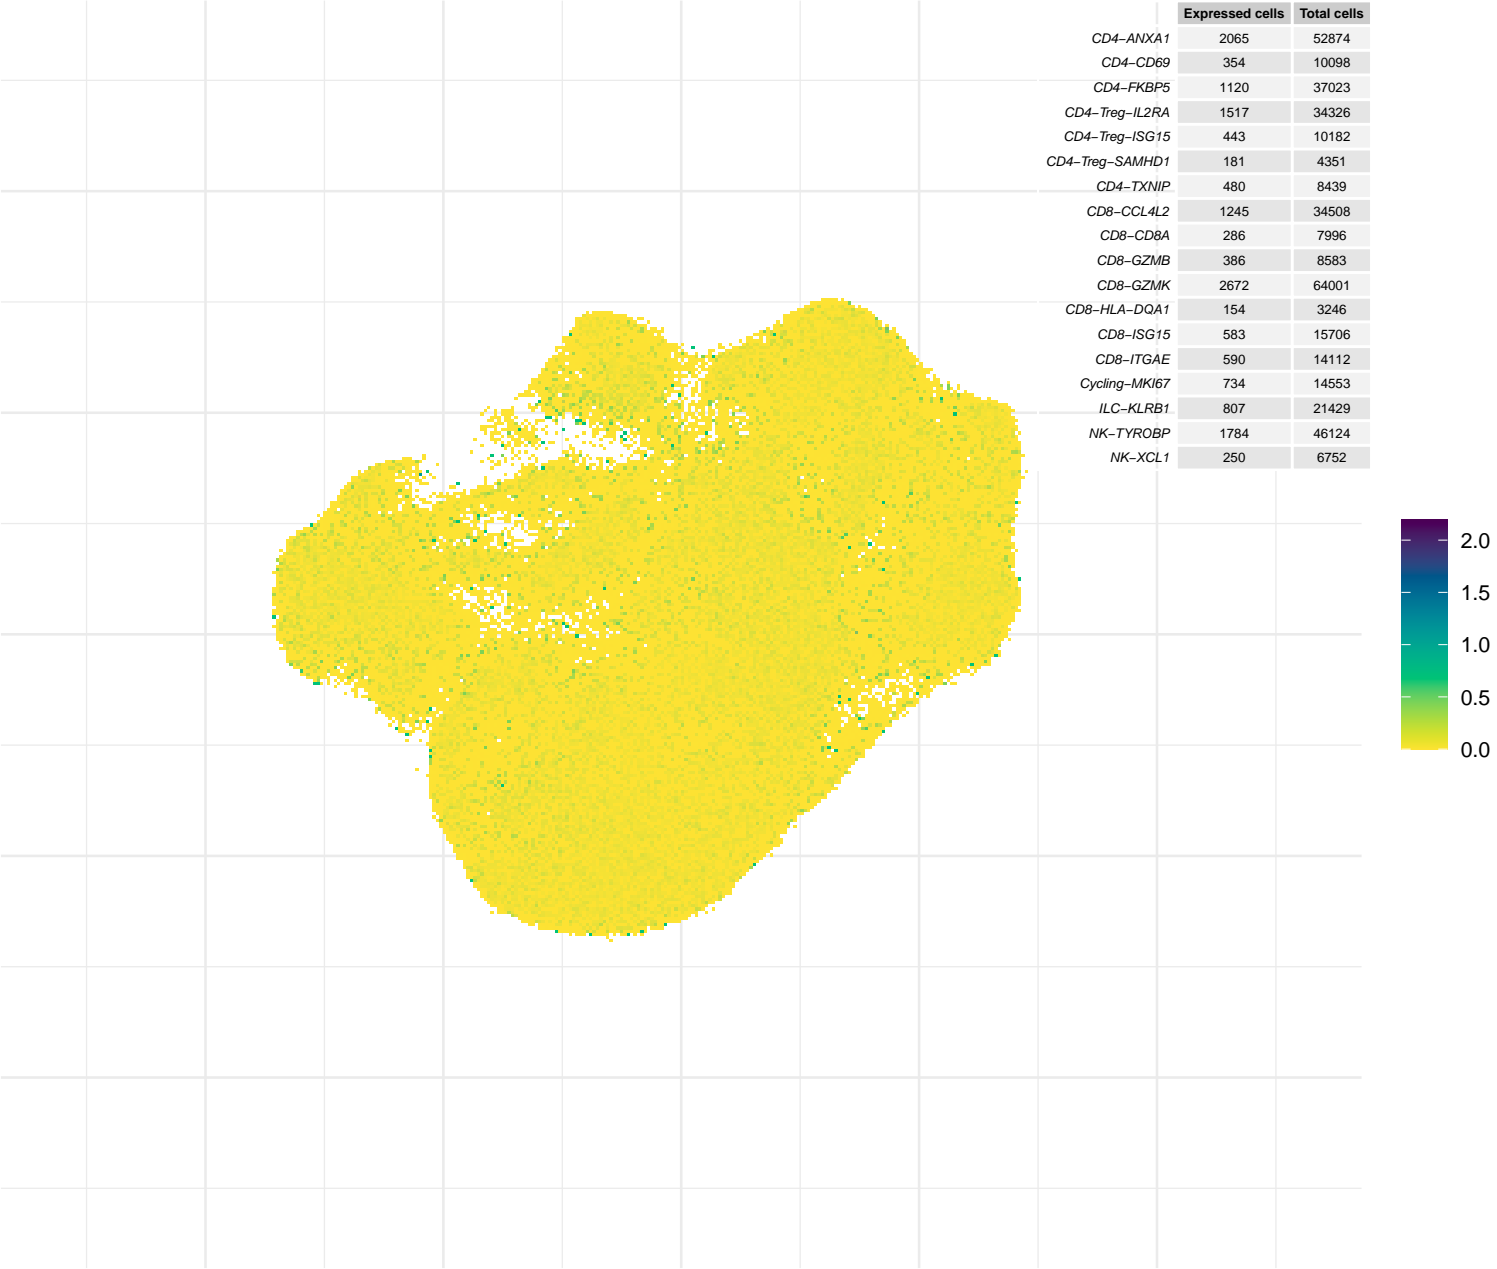 Expressed cells Total cells
CD4−ANXA1 2065 52874
CD4−CD69 354 10098
CD4−FKBP5 1120 37023
CD4−Treg−IL2RA 1517 34326
CD4−Treg−ISG15 443 10182
CD4−Treg−SAMHD1 181 4351
CD4−TXNIP 480 8439
CD8−CCL4L2 1245 34508
CD8−CD8A 286 7996
CD8−GZMB 386 8583
CD8−GZMK 2672 64001
CD8−HLA−DQA1 154 3246
CD8−ISG15 583 15706
CD8−ITGAE 590 14112
Cycling−MKI67 734 14553
ILC−KLRB1 807 21429
NK−TYROBP 1784 46124
NK−XCL1 250 6752
2.0
1.5
1.0
0.5
0.0